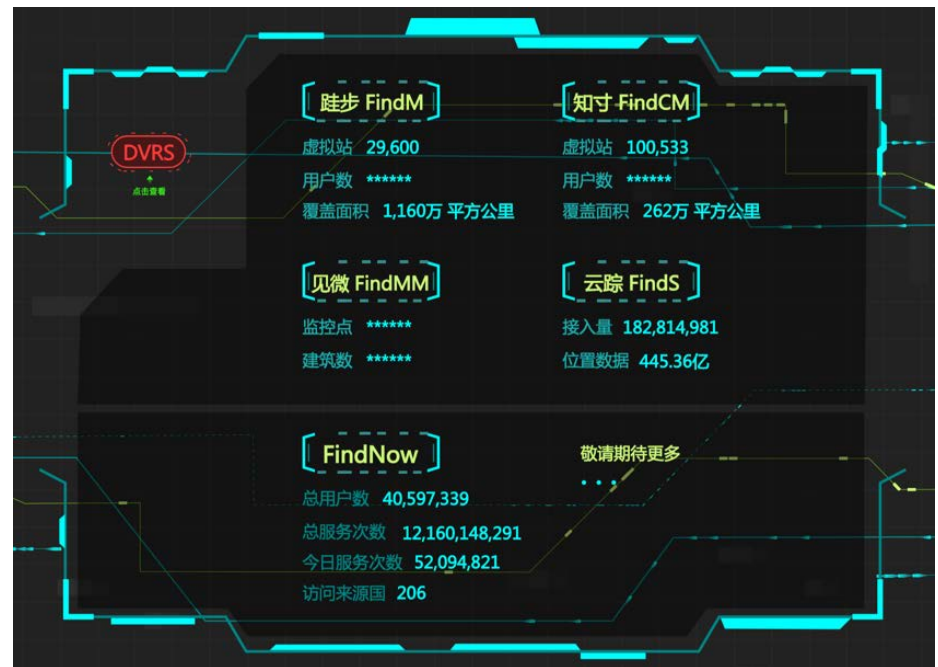 跬步 FindM
知寸 FindCM
DVRS
点击查看
虚拟站 29,600
用户数 ******
覆盖面积 1,160万 平方公里
虚拟站 100,533
用户数 ******
覆盖面积 262万 平方公里
见微 FindMM
监控点 ******
建筑数 ******
云踪 FindS
接入量 182,814,981
位置数据 445.36亿
FindNow
总用户数 40,597,339
总服务次数 12,160,148,291
今日服务次数 52,094,821
访问来源国 206
敬请期待更多
...